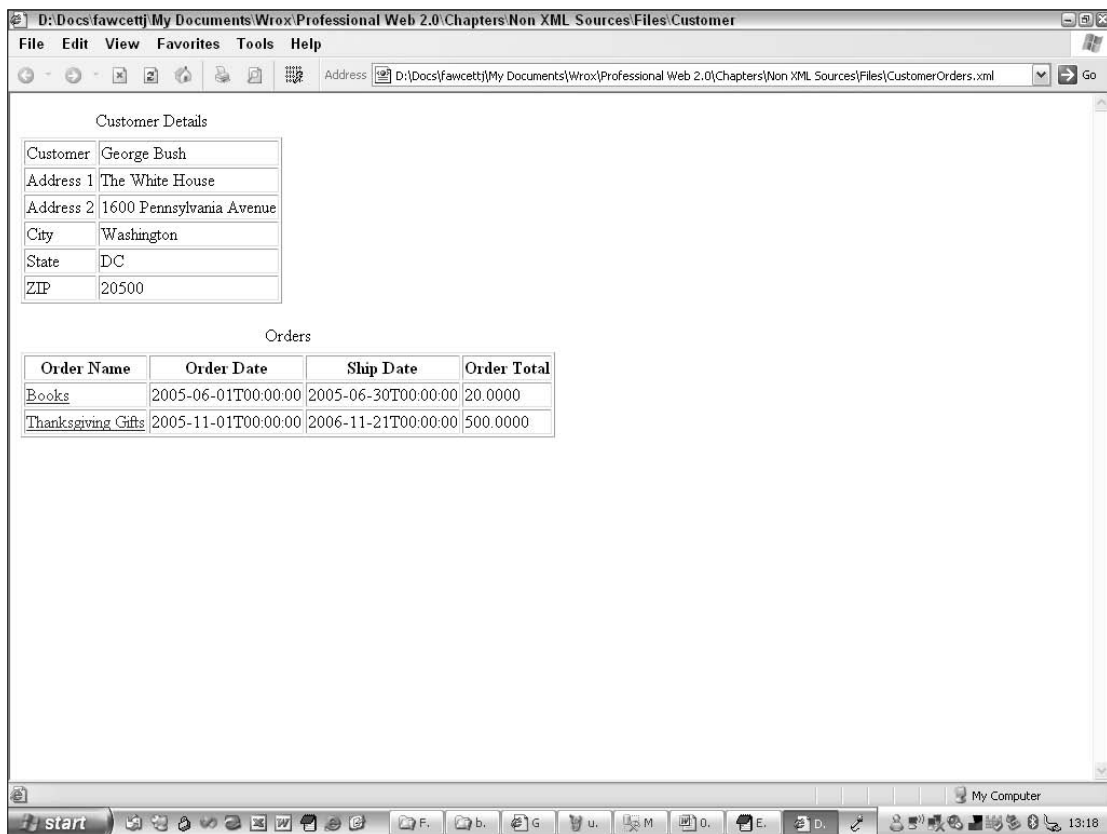 D:\Docs\fawcettj\My Documents\Wrox\Professional Web 2.0\Chapters\Non XML Sources\Files\Customer
File Edit View Favorites Tools Help
Address D:\Docs\fawcettj\My Documents\Wrox\Professional Web 2.0\Chapters\Non XML Sources\Files\CustomerOrders.xml Go
Customer Details
Customer George Bush
Address 1 The White House
Address 2 1600 Pennsylvania Avenue
City Washington
State DC
ZIP 20500
Orders
Order Name Order Date Ship Date Order Total
Books 2005-06-01T00:00:00 2005-06-30T00:00:00 20.0000
Thanksgiving Gifts 2005-11-01T00:00:00 2006-11-21T00:00:00 500.0000
My Computer
start F. b. G u. M 0. E. D. 13:18